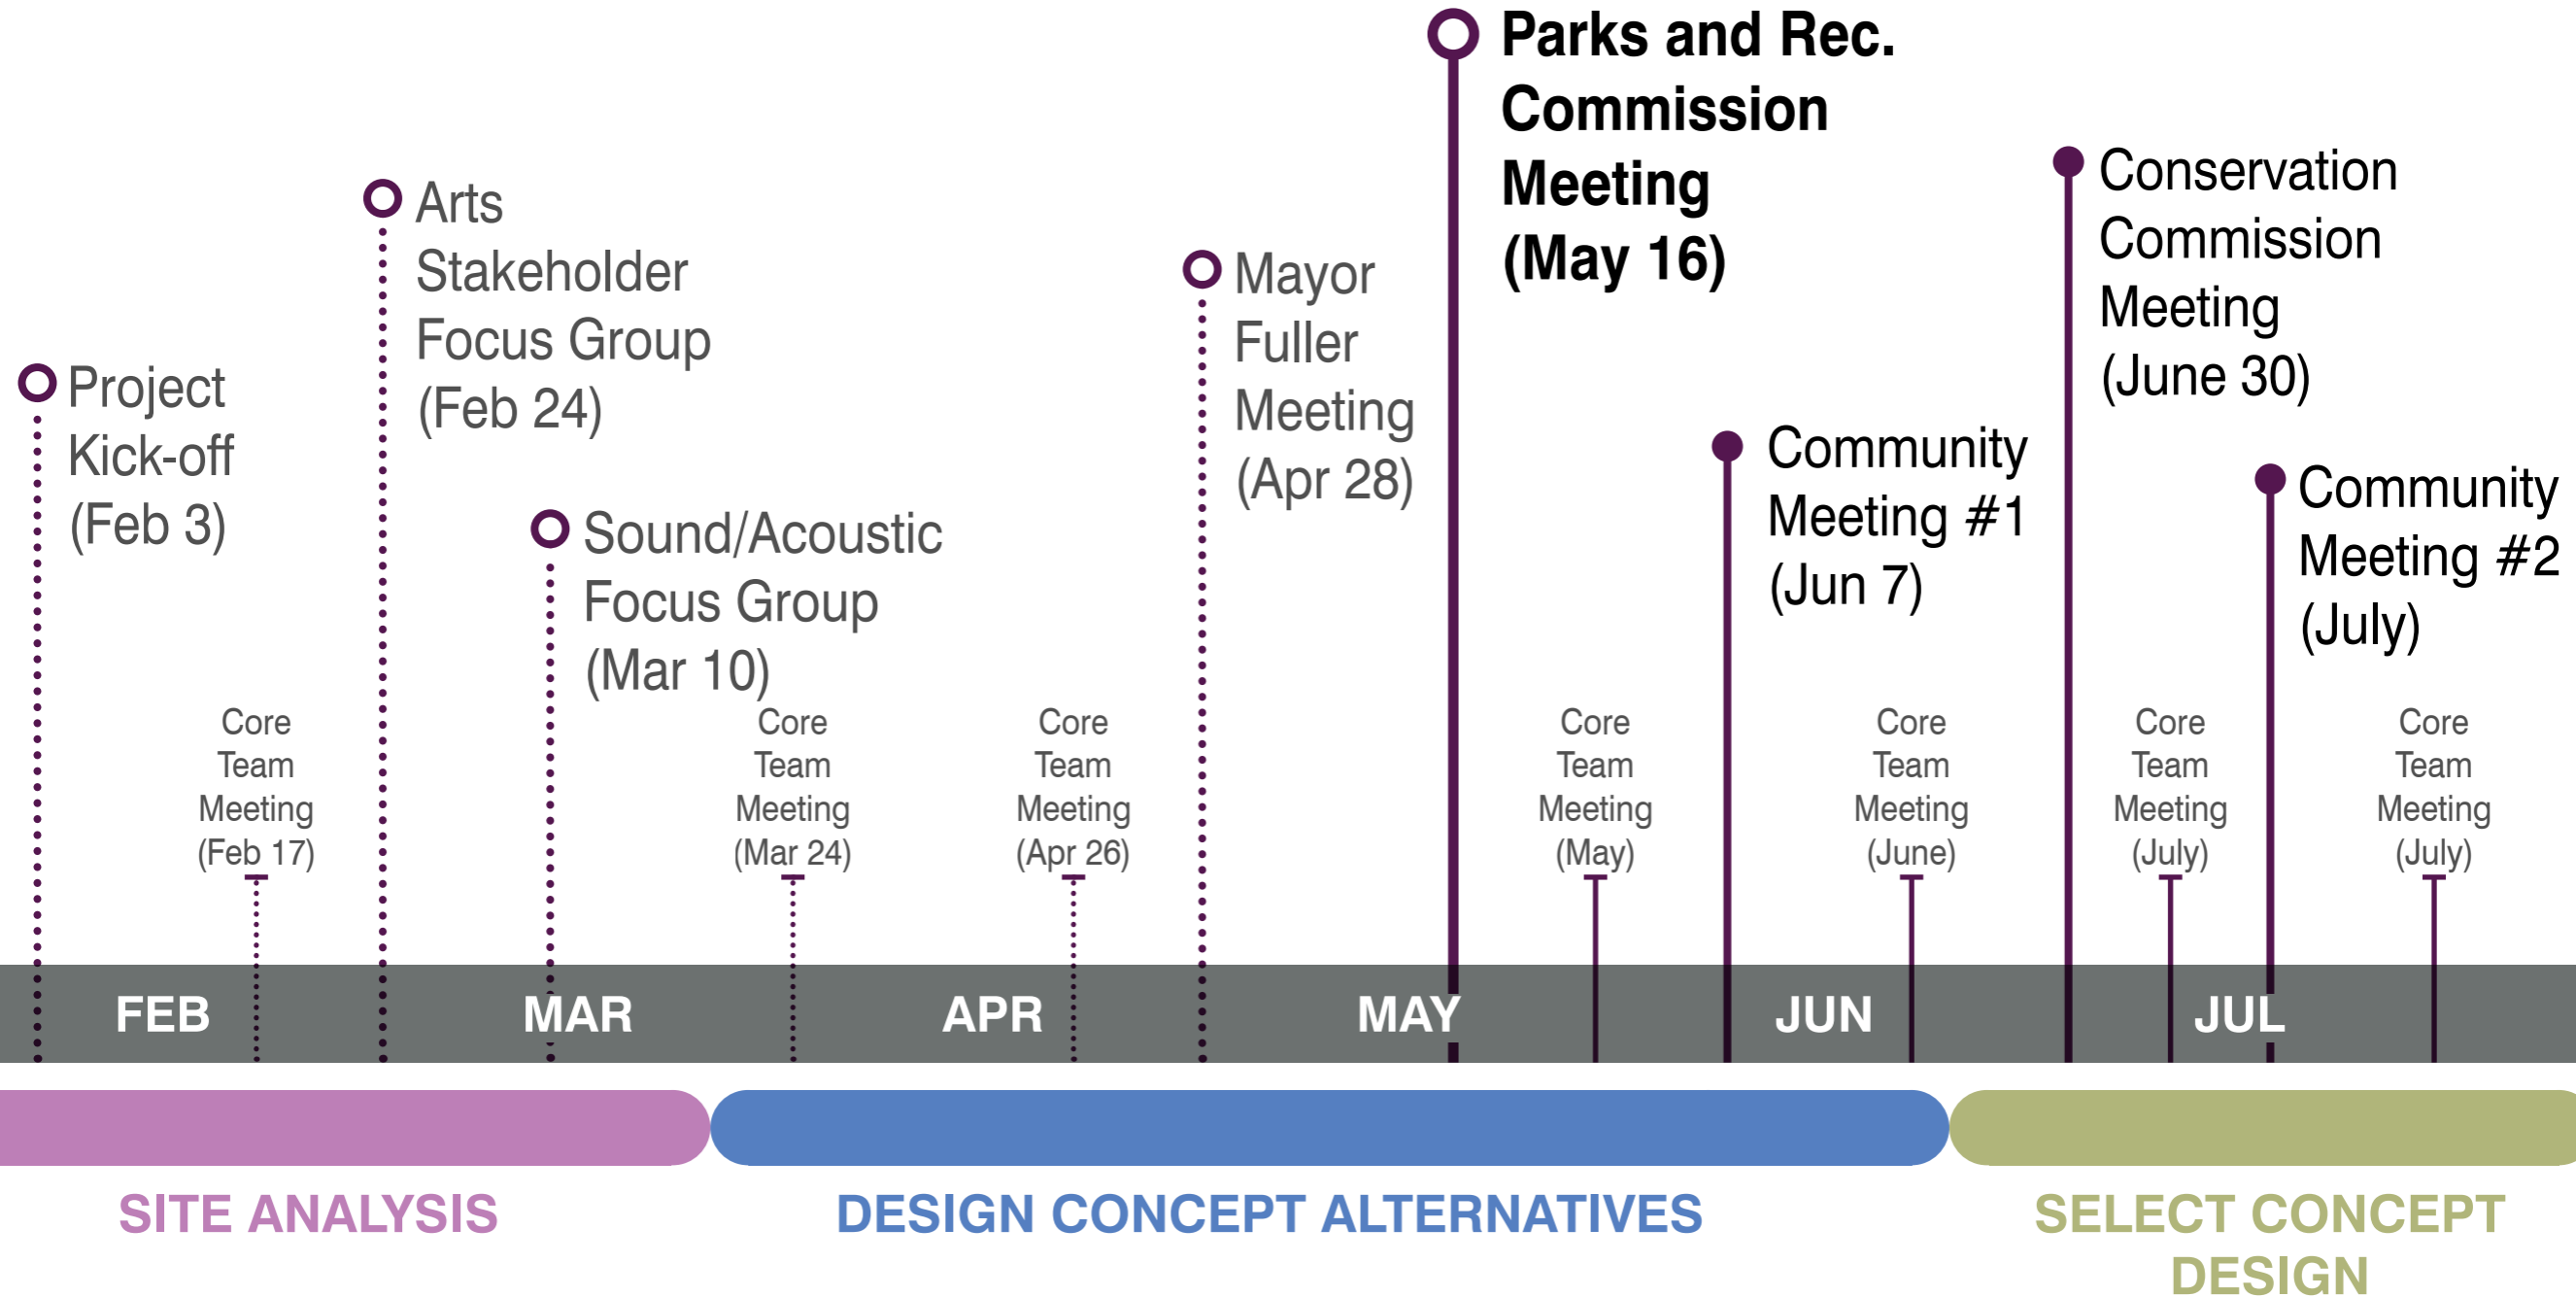 Parks and Rec.
Commission
Meeting
(May 16)
Arts
Stakeholder
Focus Group
(Feb 24)
Conservation
Commission
Meeting
(June 30)
Mayor
Fuller
Meeting
(Apr 28)
Project
Kick-off
(Feb 3)
Community
Meeting #1
(Jun 7)
Community
Meeting #2
(July)
Sound/Acoustic
Focus Group
(Mar 10)
Core
Team
Meeting
(Feb 17)
Core
Team
Meeting
(Mar 24)
Core
Team
Meeting
(Apr 26)
Core
Team
Meeting
(May)
Core
Team
Meeting
(June)
Core
Team
Meeting
(July)
Core
Team
Meeting
(July)
FEB
MAR
APR
MAY
JUN
JUL
SITE ANALYSIS
DESIGN CONCEPT ALTERNATIVES
SELECT CONCEPT
DESIGN